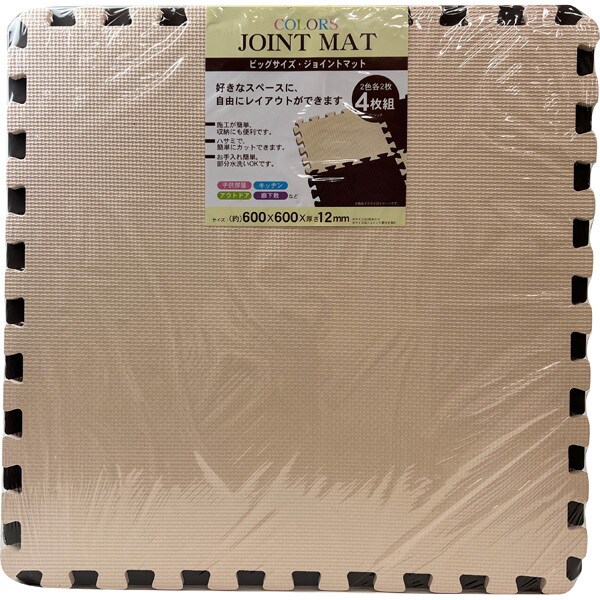 COLORS
JOINT MAT
ビッグサイズ・ジョイントマット
好きなスペースに、
自由にレイアウトができます
2色各2枚
4枚組
施工が簡単。
収納にも便利です。
ハサミで、
簡単にカットできます。
お手入れ簡単。
部分水洗いOKです。
子供部屋 キッチン
アウトドア 廊下敷 など
サイズ:(約)600×600×厚さ12mm